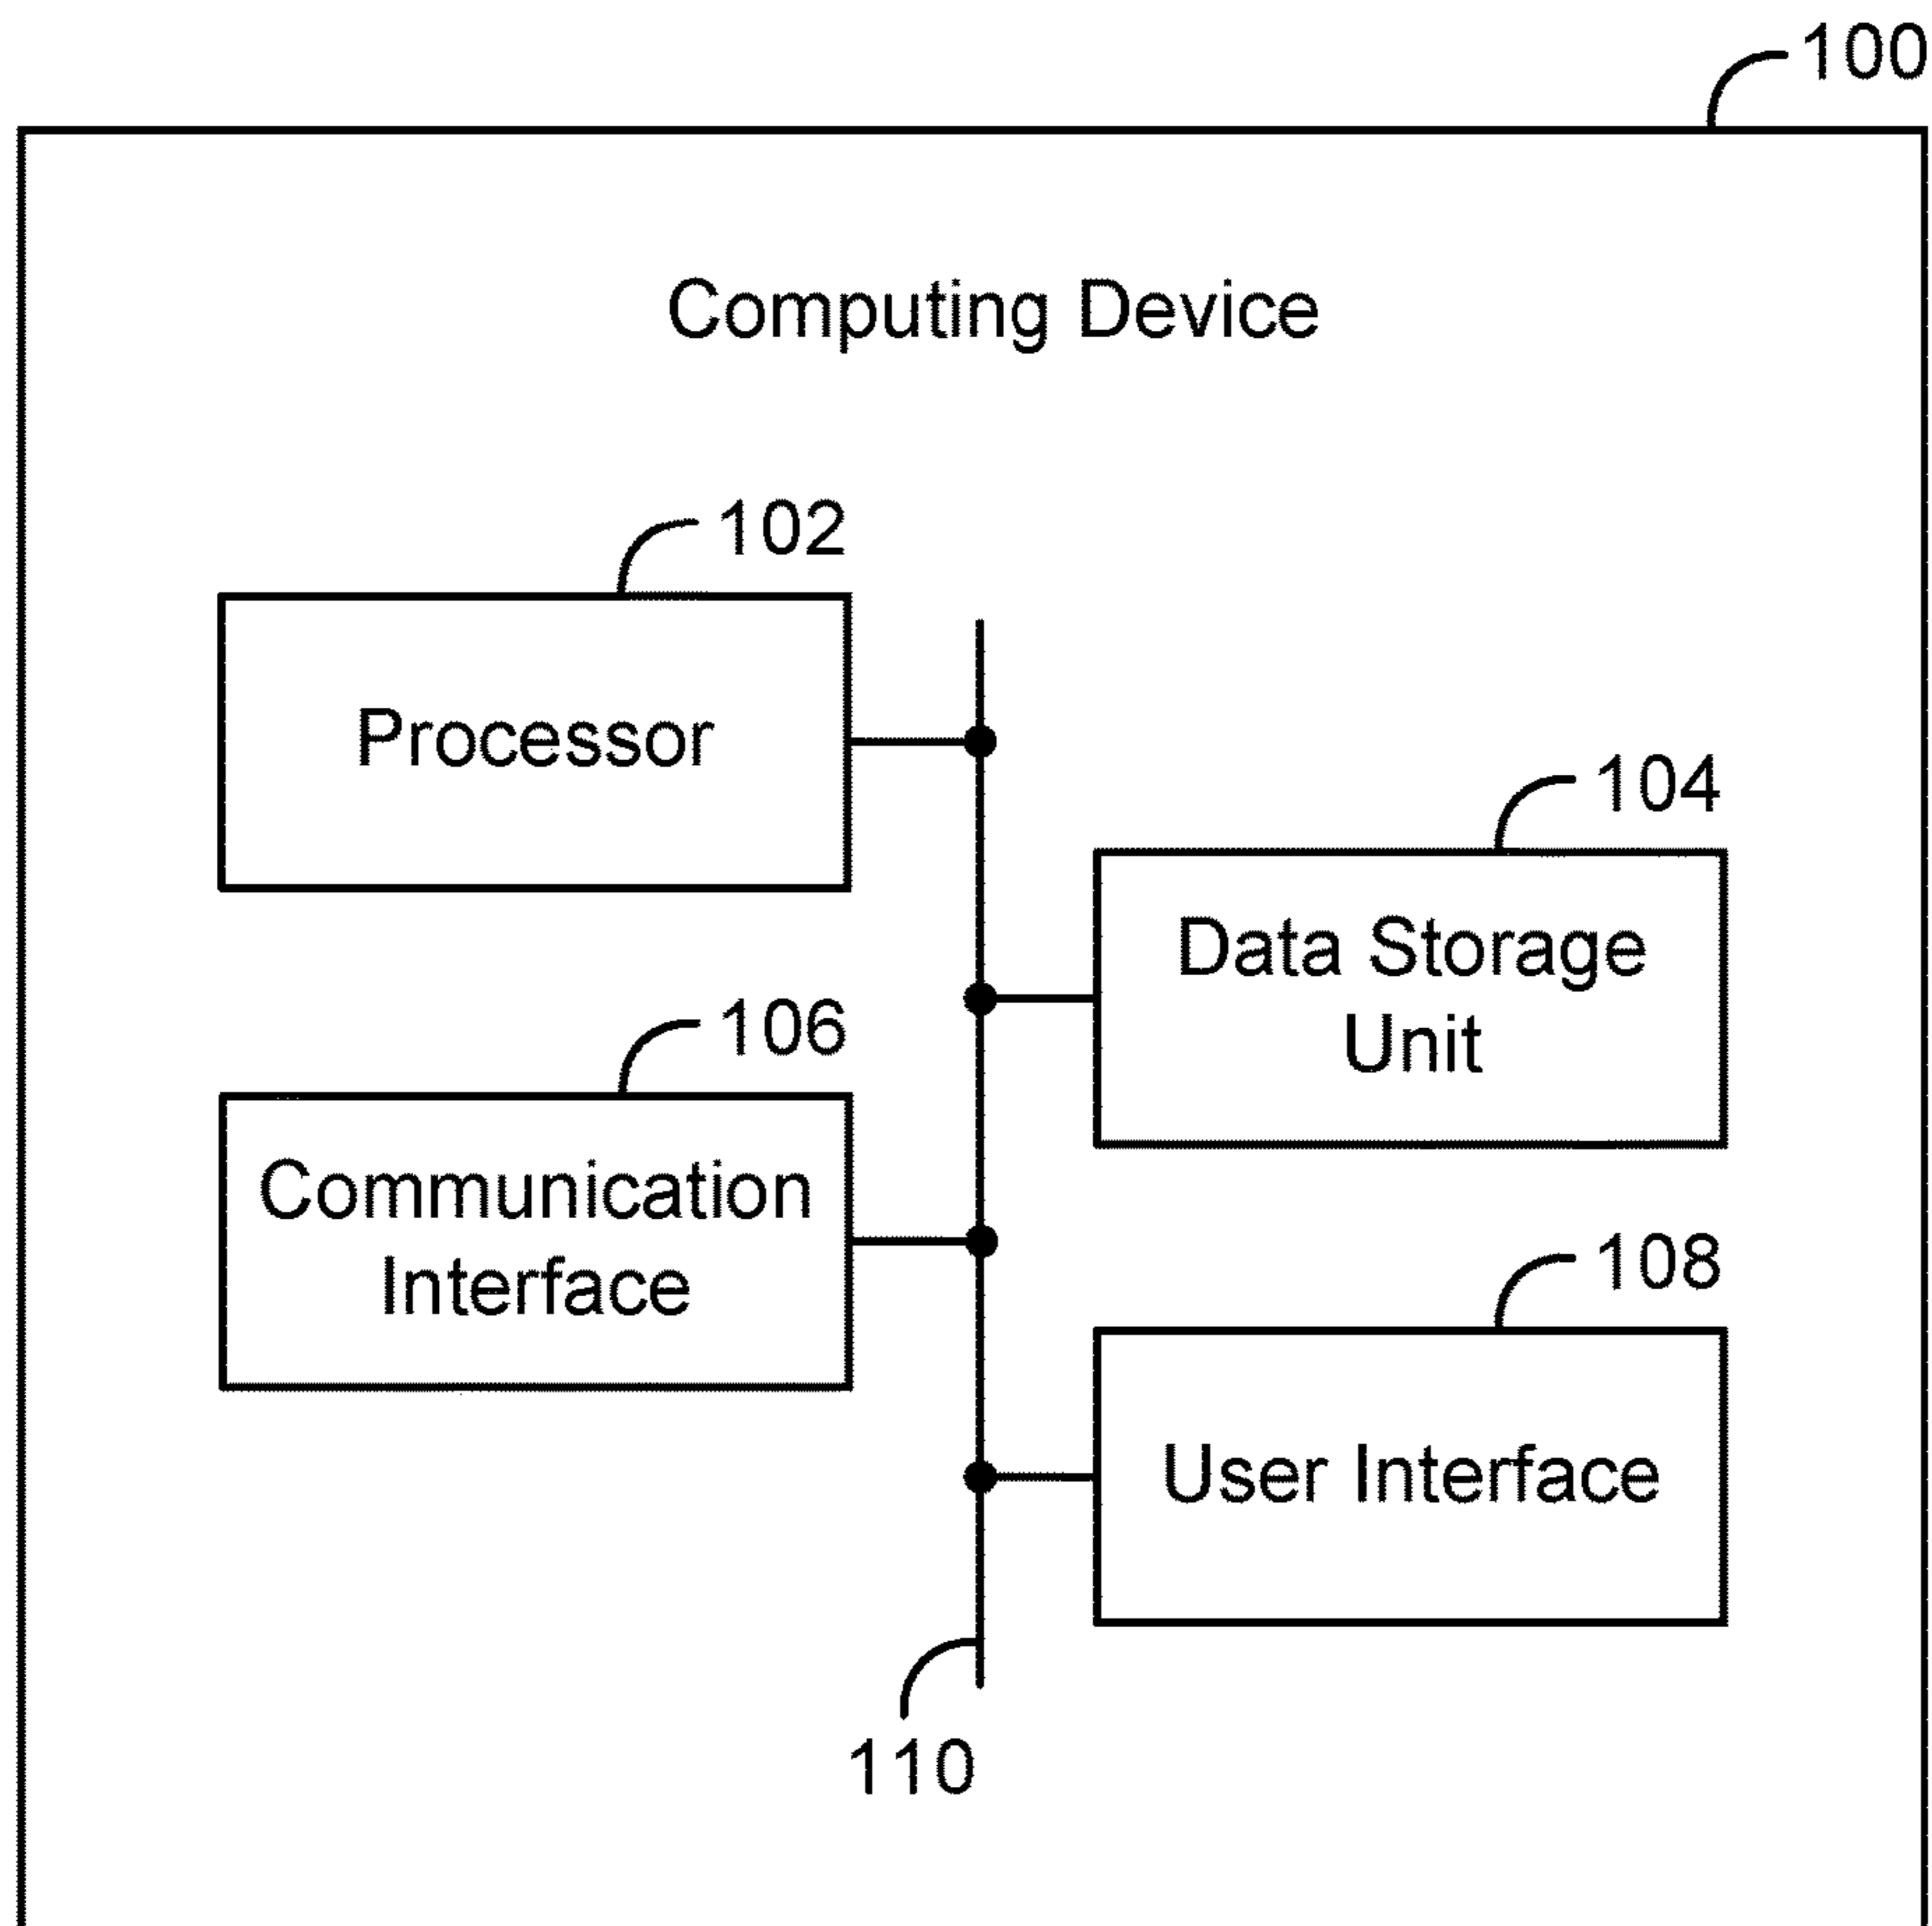 100
Computing Device
102
Processor
104
Data Storage
Unit
106
Communication
Interface
108
User Interface
110